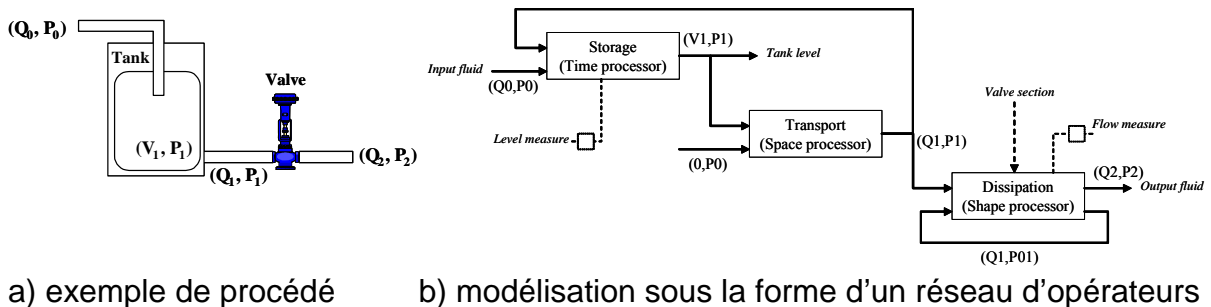 (Q0, P0)
Tank
Valve
(V1, P1)
(Q1, P1)
(Q2, P2)
Storage
(Time processor)
(V1,P1)
Tank level
Input fluid
(Q0,P0)
Level measure
Transport
(Space processor)
(0,P0)
(Q1,P1)
Valve section
Flow measure
Dissipation
(Shape processor)
(Q2,P2)
Output fluid
(Q1,P01)
a) exemple de procédé
b) modélisation sous la forme d’un réseau d’opérateurs